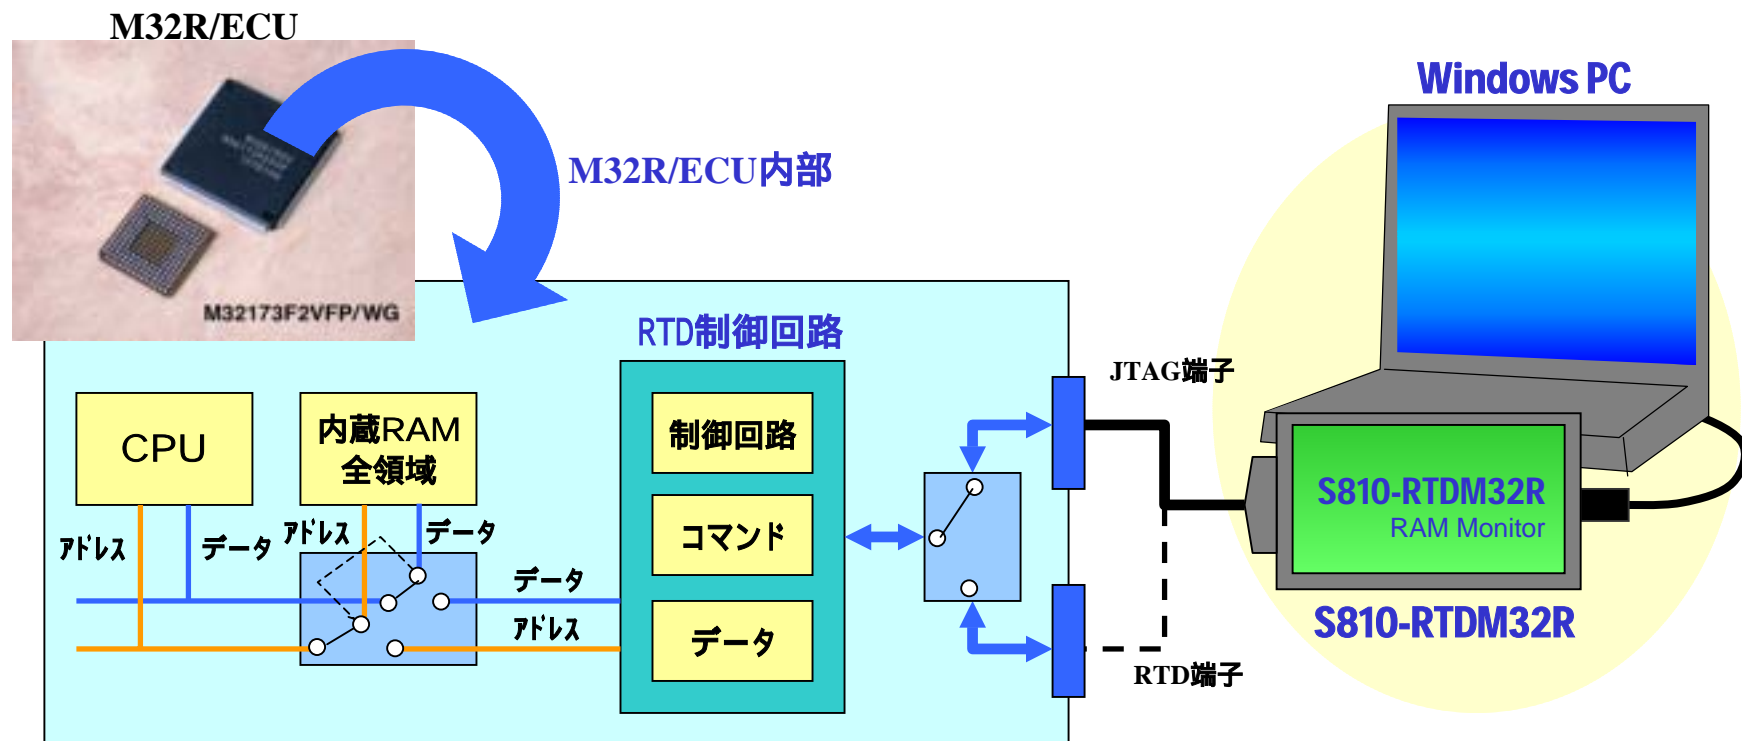 M32R/ECU
Windows PC
M32R/ECU内部
M32173F2VFP/WG
RTD制御回路
JTAG端子
CPU
内蔵RAM
全領域
制御回路
S810-RTDM32R
RAM Monitor
コマンド
アドレス
データ
アドレス
データ
データ
アドレス
データ
S810-RTDM32R
RTD端子